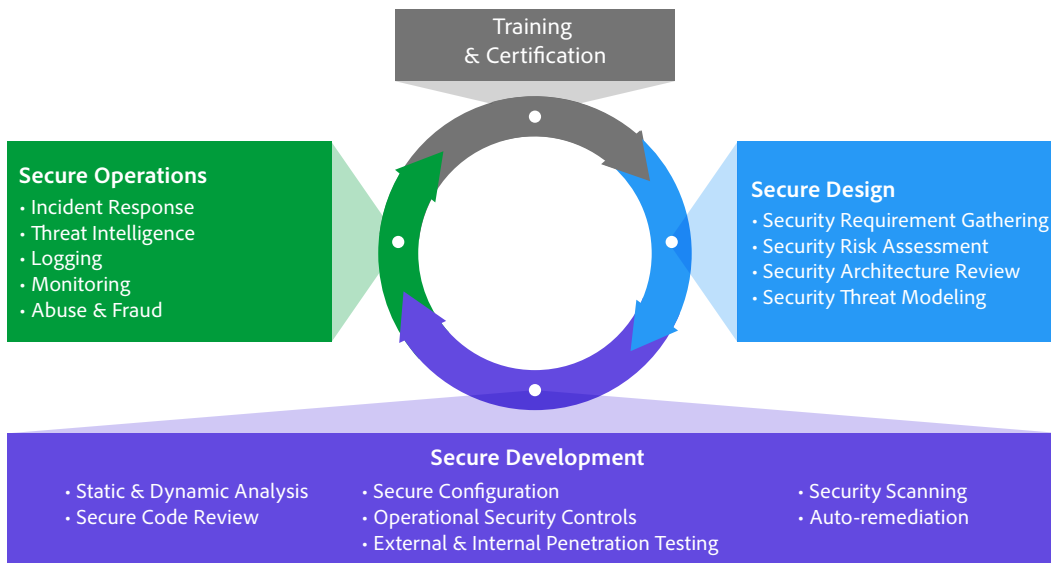 Training
& Certification
Secure Operations
• Incident Response
• Threat Intelligence
• Logging
• Monitoring
• Abuse & Fraud
Secure Design
• Security Requirement Gathering
• Security Risk Assessment
• Security Architecture Review
• Security Threat Modeling
Secure Development
• Static & Dynamic Analysis
• Secure Code Review
• Secure Configuration
• Operational Security Controls
• External & Internal Penetration Testing
• Security Scanning
• Auto-remediation